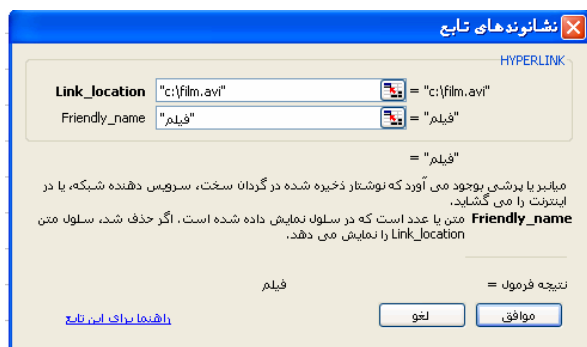 نشانوندهای تابع
HYPERLINK
Link_location "c:\film.avi" = "c:\film.avi"
Friendly_name "فیلم" = "فیلم"
= "فیلم"
میانبر یا پرشی بوجود می آورد که نوشتار ذخیره شده در گردان سخت، سرویس دهنده شبکه، یا در
اینترنت را می گشاید.
Friendly_name متن یا عدد است که در سلول نمایش داده شده است. اگر حذف شد، سلول متن
Link_location را نمایش می دهد.
نتیجه فرمول = فیلم
راهنما برای این تابع لغو موافق